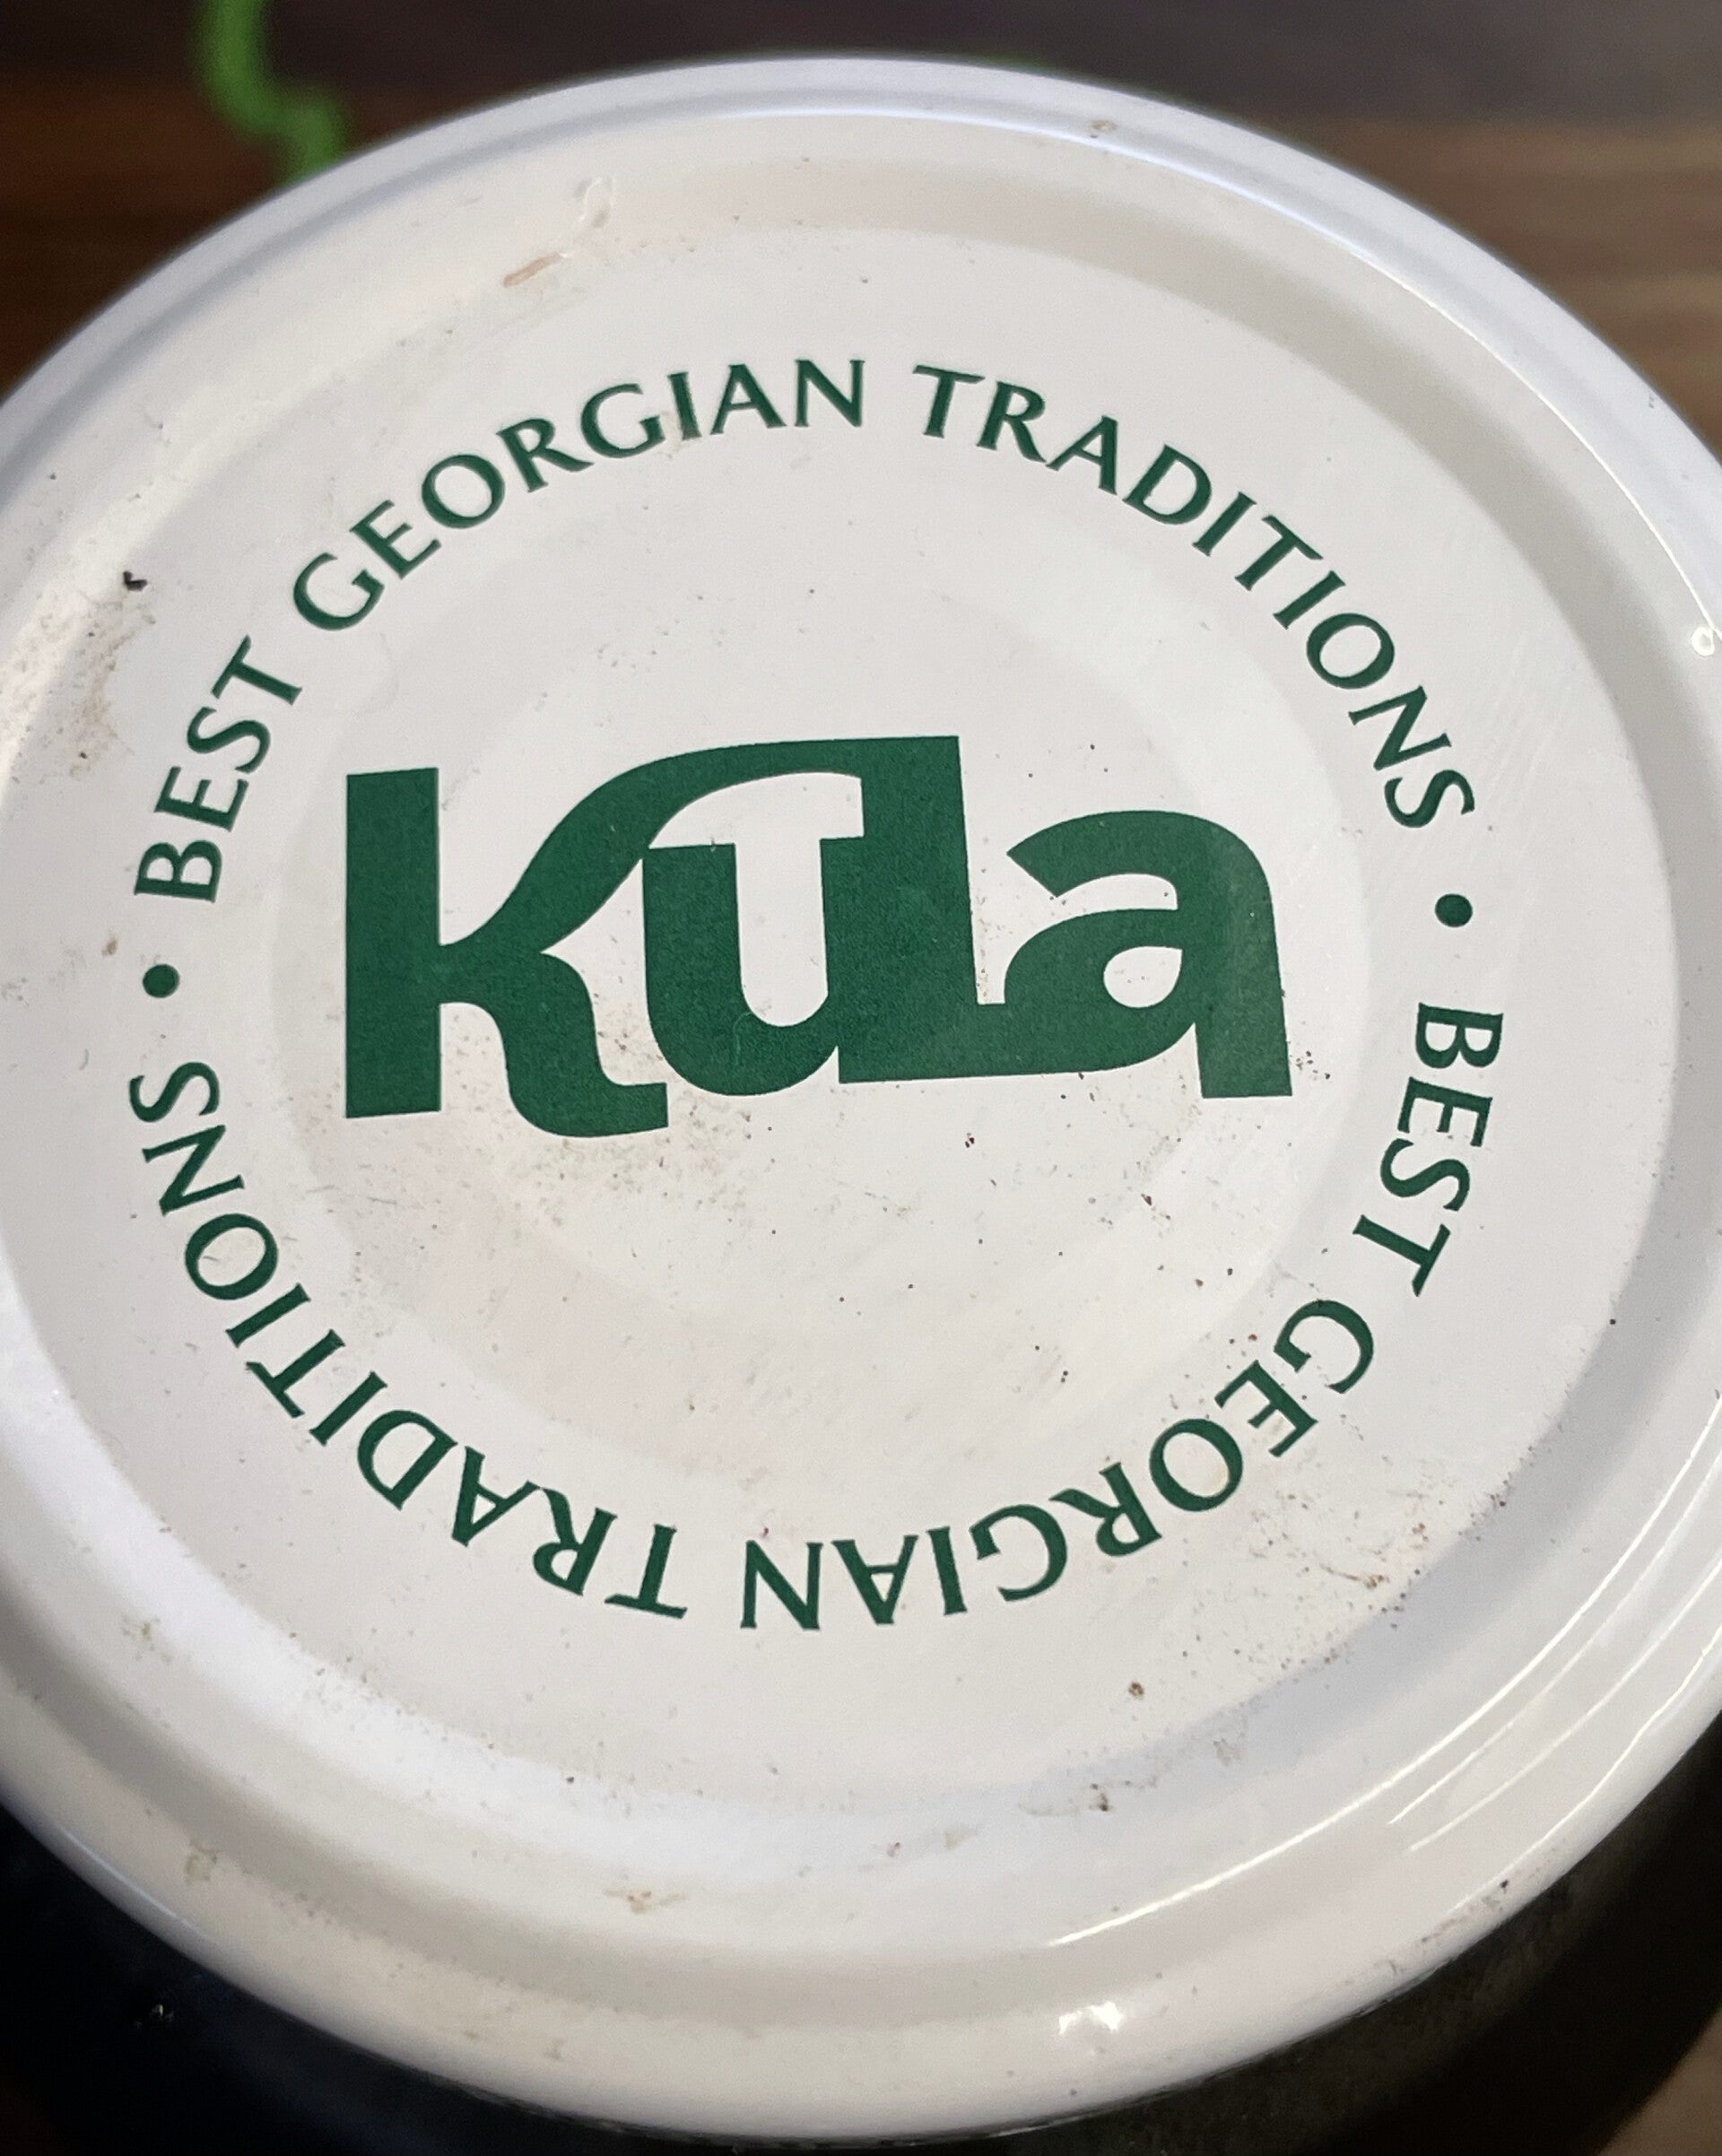 BEST GEORGIAN TRADITIONS • BEST GEORGIAN TRADITIONS •
Kula